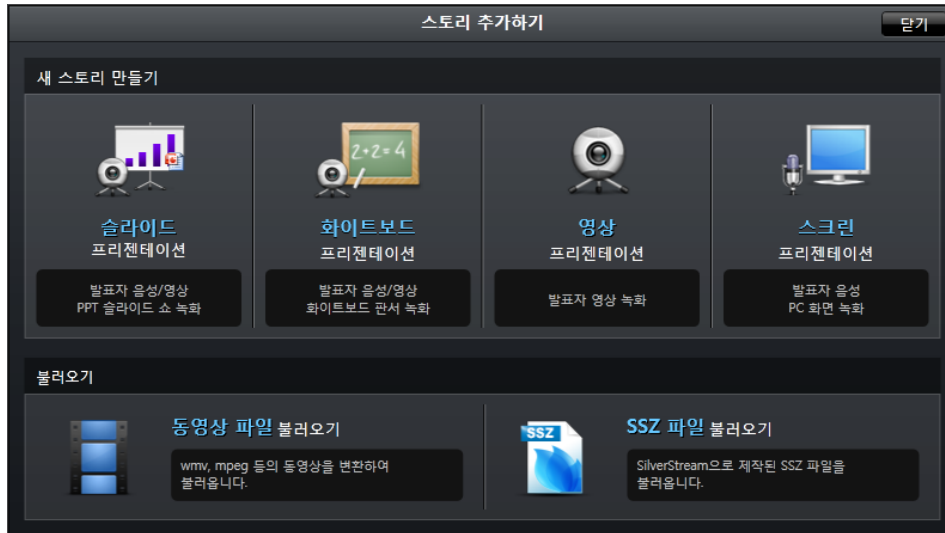 스토리 추가하기
닫기
새 스토리 만들기
2+2=4
슬라이드
프리젠테이션
발표자 음성/영상
PPT 슬라이드 쇼 녹화
화이트보드
프리젠테이션
발표자 음성/영상
화이트보드 판서 녹화
영상
프리젠테이션
발표자 영상 녹화
스크린
프리젠테이션
발표자 음성
PC 화면 녹화
불러오기
동영상 파일 불러오기
wmv, mpeg 등의 동영상을 변환하여
불러옵니다.
SSZ
SSZ 파일 불러오기
SilverStream으로 제작된 SSZ 파일을
불러옵니다.